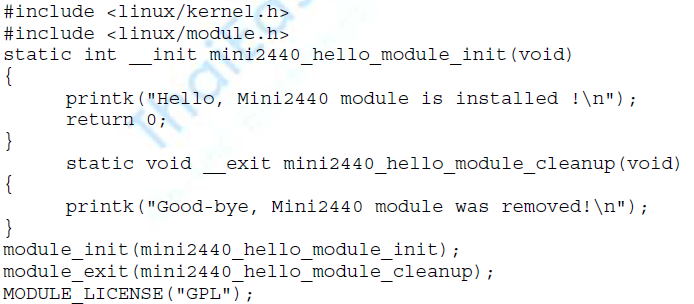 #include <linux/kernel.h>
#include <linux/module.h>
static int __init mini2440_hello_module_init(void)
{
printk("Hello, Mini2440 module is installed !\n");
return 0;
}
static void __exit mini2440_hello_module_cleanup(void)
{
printk("Good-bye, Mini2440 module was removed!\n");
}
module_init(mini2440_hello_module_init);
module_exit(mini2440_hello_module_cleanup);
MODULE_LICENSE("GPL");
ThaiEas